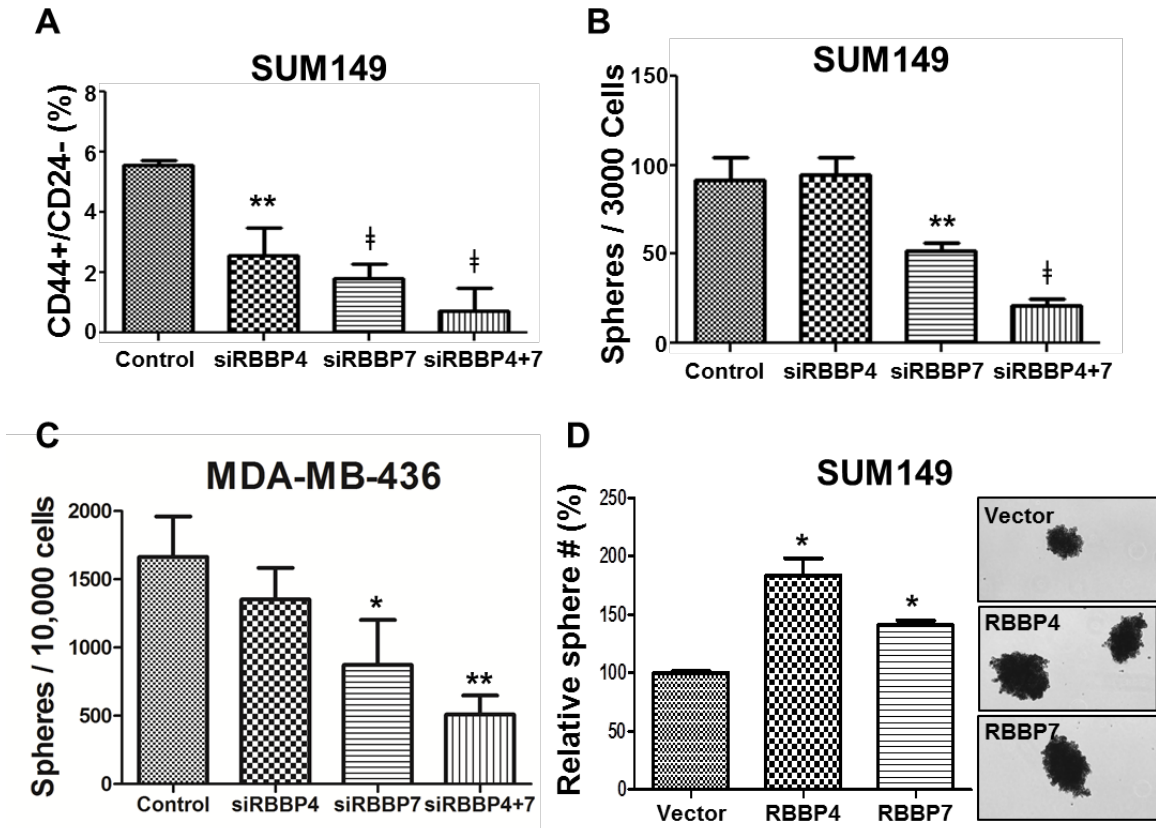 A
SUM149
CD44+/CD24- (%)
8
6
4
2
0
**
ǂ
ǂ
Control siRBBP4 siRBBP7 siRBBP4+7
B
SUM149
Spheres / 3000 Cells
150
100
50
0
**
ǂ
Control siRBBP4 siRBBP7 siRBBP4+7
C
MDA-MB-436
Spheres / 10,000 cells
2000
1500
1000
500
0
*
**
Control siRBBP4 siRBBP7 siRBBP4+7
D
SUM149
Relative sphere # (%)
250
200
150
100
50
0
*
*
Vector RBBP4 RBBP7
Vector
RBBP4
RBBP7